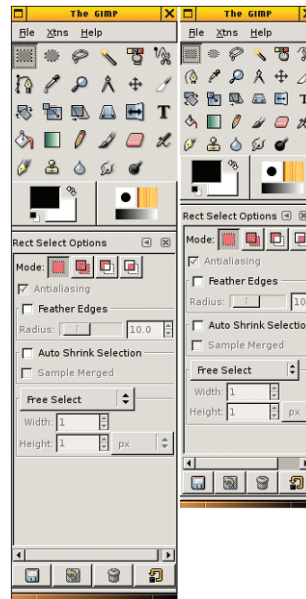 The GIMP
File Xtns Help
T
Rect Select Options
Mode:
Antialiasing
Feather Edges
Radius: 10.0
Auto Shrink Selection
Sample Merged
Free Select
Width: 1
Height: 1 px
The GIMP
File Xtns Help
Rect Select Options
Mode:
Antialiasing
Feather Edges
Radius: 10
Auto Shrink Selectio
Sample Merged
Free Select
Width: 1
Height: 1 px